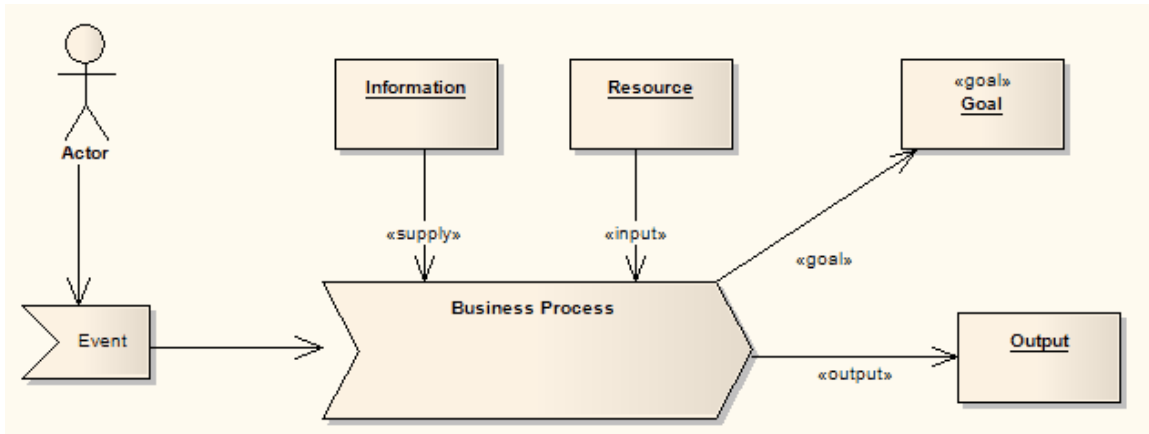 Actor
Information
Resource
«goal»
Goal
«supply»
«input»
«goal»
Event
Business Process
Output
«output»